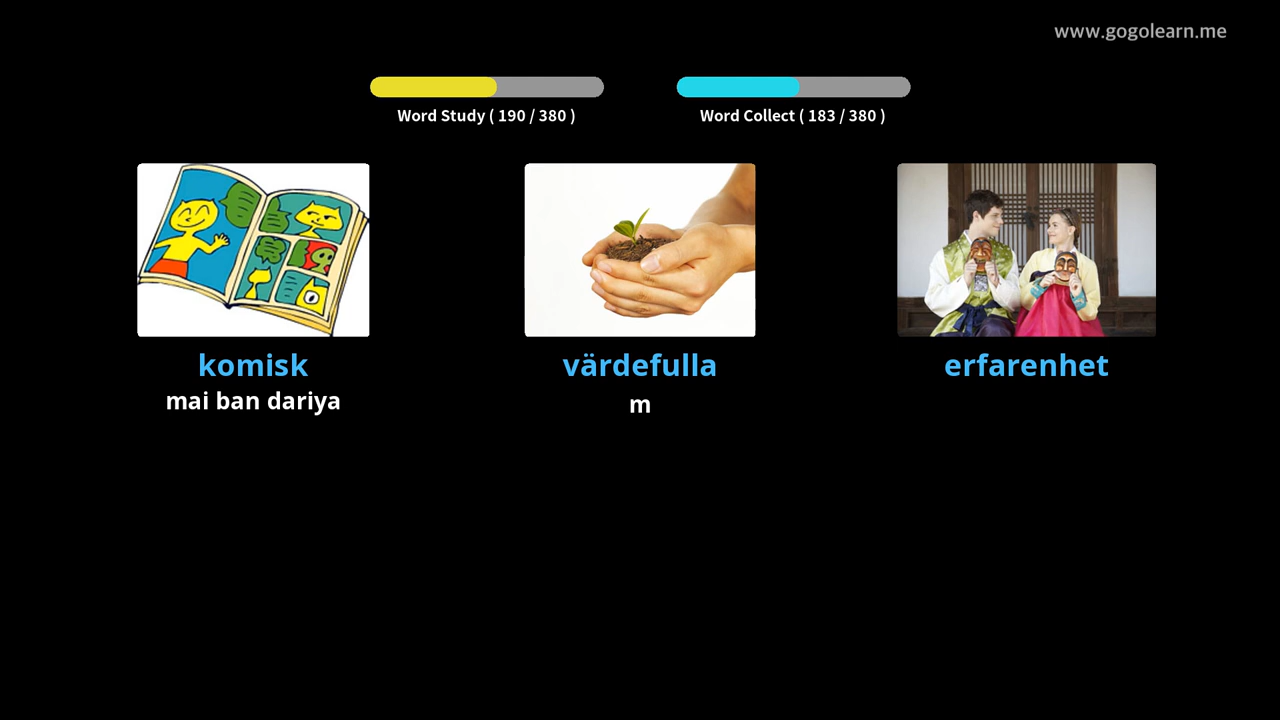 www.gogolearn.me
Word Study ( 190 / 380 )
Word Collect ( 183 / 380 )
komisk
värdefulla
erfarenhet
mai ban dariya
m